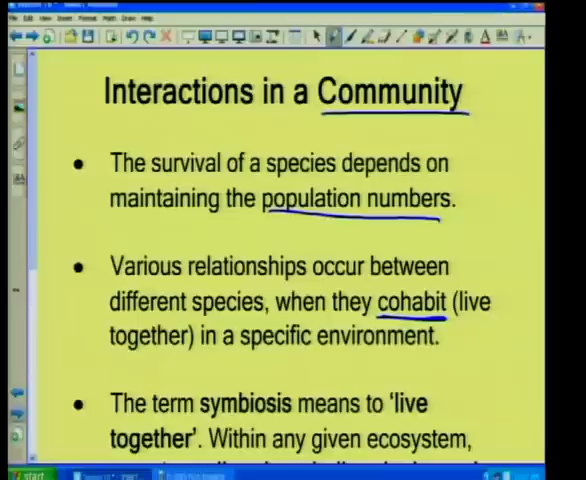 Interactions in a Community
• The survival of a species depends on
maintaining the population numbers.
• Various relationships occur between
different species, when they cohabit (live
together) in a specific environment.
• The term symbiosis means to ‘live
together’. Within any given ecosystem,
start